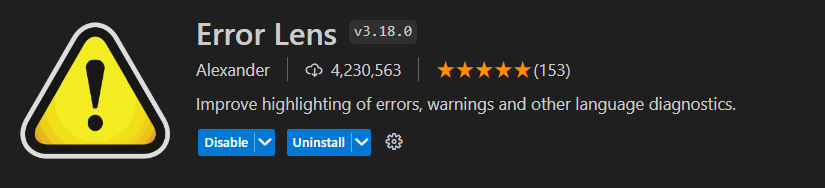 Error Lens v3.18.0
Alexander 4,230,563 (153)
Improve highlighting of errors, warnings and other language diagnostics.
Disable Uninstall